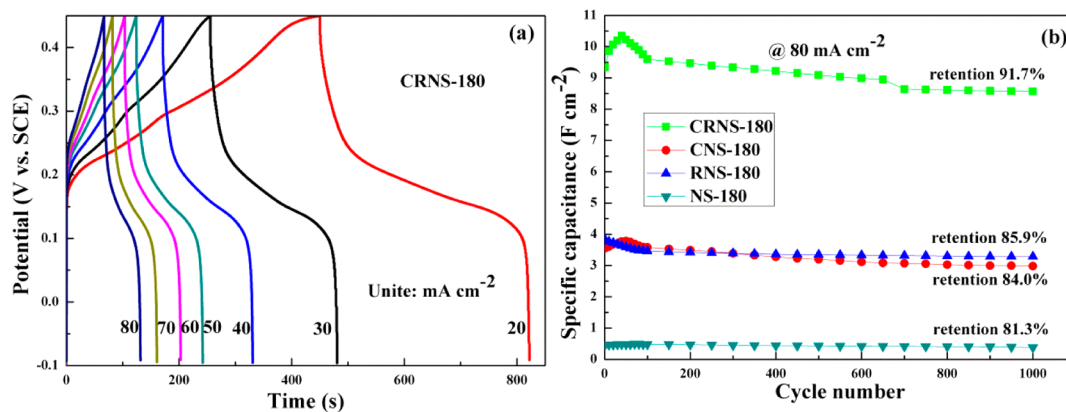 (a)
CRNS-180
Unite: mA cm⁻²
80 70 60 50 40 30 20
0.4
0.3
0.2
0.1
0.0
-0.1
Potential (V vs. SCE)
0 200 400 600 800
Time (s)
(b)
@ 80 mA cm⁻²
retention 91.7%
CRNS-180
CNS-180
RNS-180
NS-180
retention 85.9%
retention 84.0%
retention 81.3%
11
10
9
8
7
6
5
4
3
2
1
0
Specific capacitance (F cm⁻²)
0 200 400 600 800 1000
Cycle number